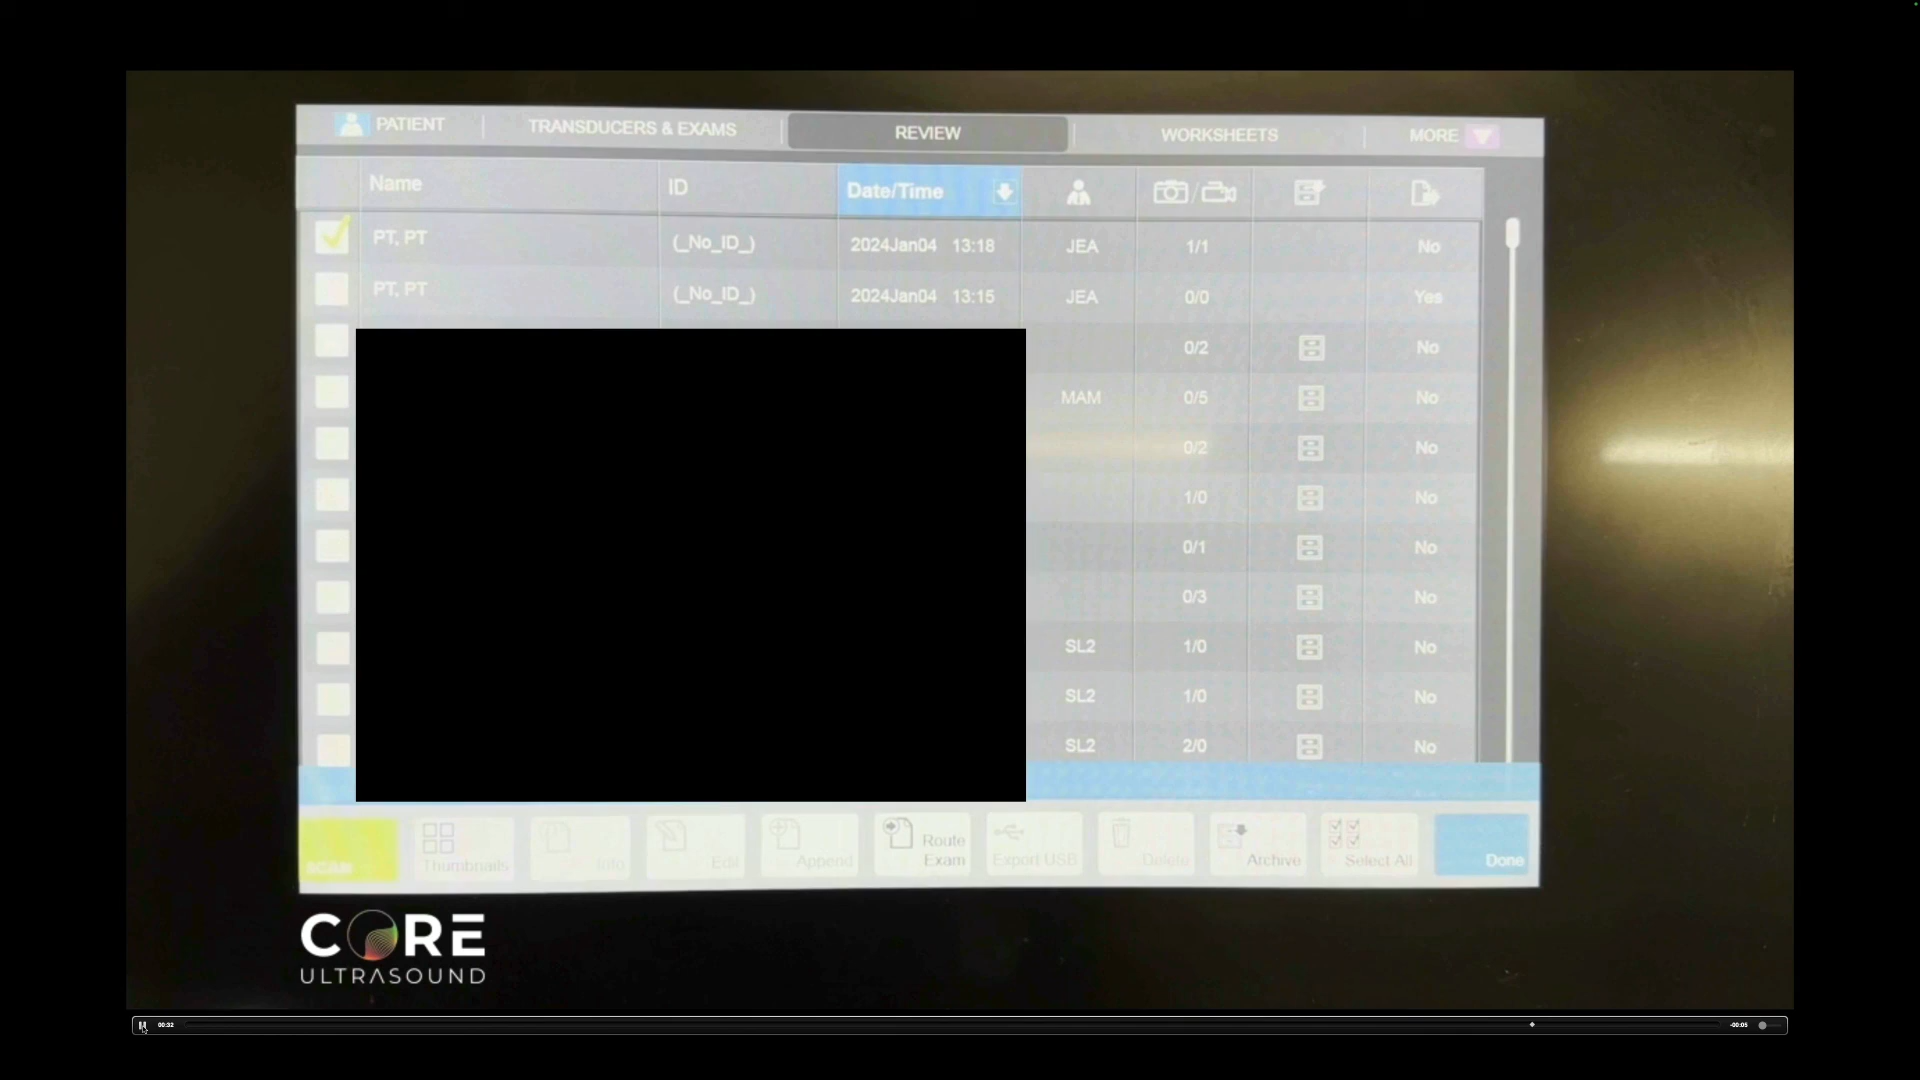 PATIENT TRANSDUCERS & EXAMS REVIEW WORKSHEETS MORE
Name ID Date/Time
PT, PT (_No_ID_) 2024Jan04 13:18 JEA 1/1 No
PT, PT (_No_ID_) 2024Jan04 13:15 JEA 0/0 Yes
0/2 No
MAM 0/5 No
0/2 No
1/0 No
0/1 No
0/3 No
SL2 1/0 No
SL2 1/0 No
SL2 2/0 No
Thumbnails Info Edit Append Route Exam Export USB Delete Archive Select All Done
CORE
ULTRASOUND
00:32 -00:05